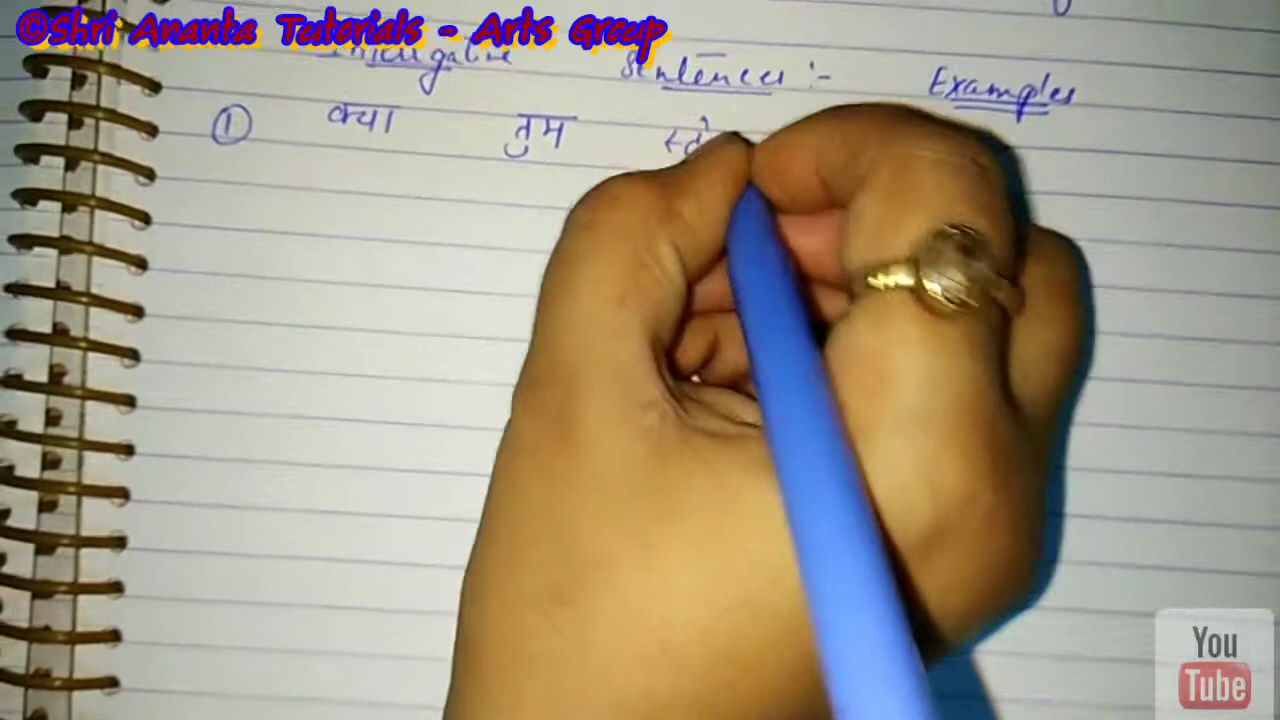 ©Shri Ananta Tutorials - Arts Group
Sentences :- Examples
① क्या तुम
You
Tube